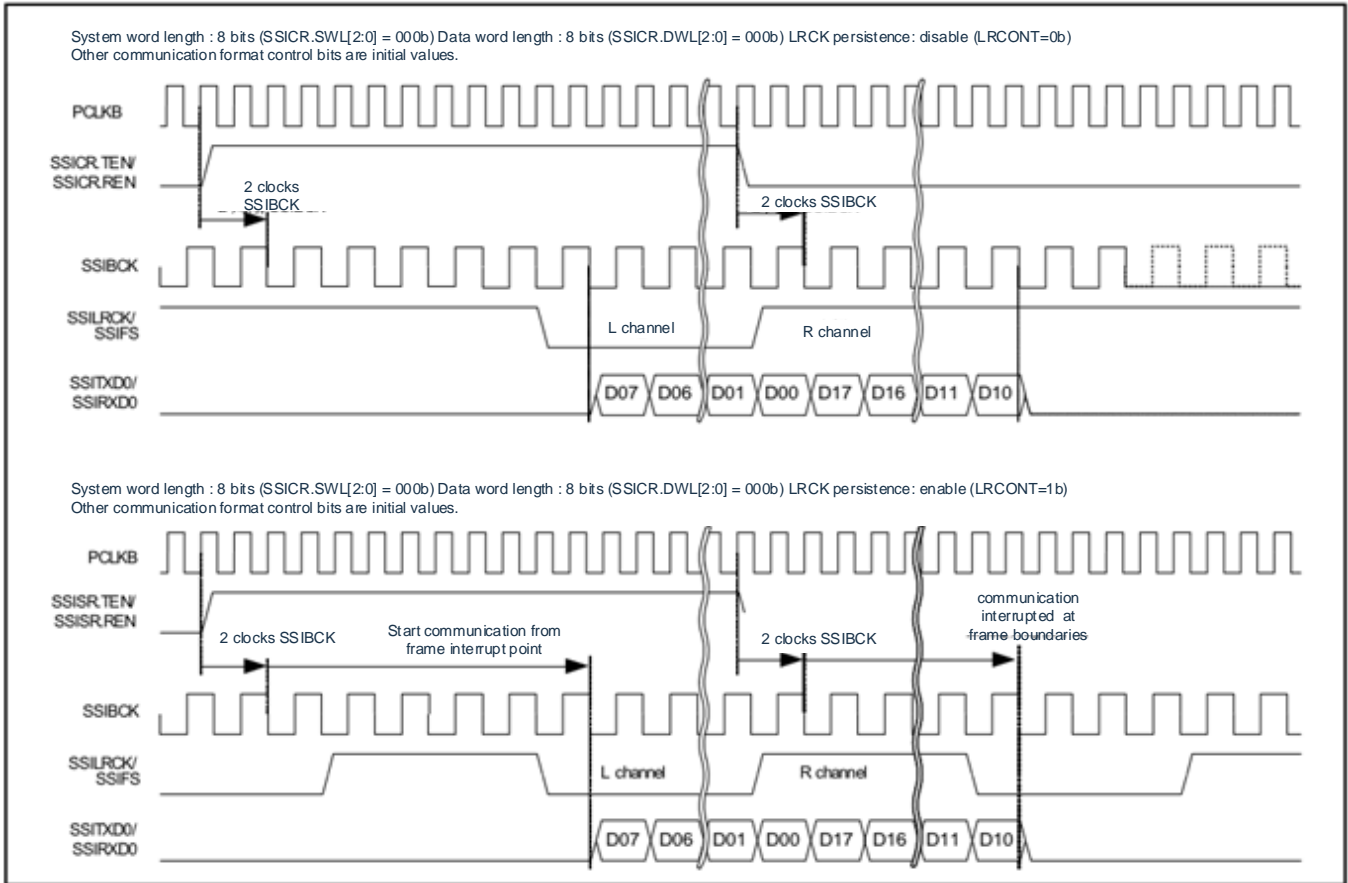 System word length : 8 bits (SSICR.SWL[2:0] = 000b) Data word length : 8 bits (SSICR.DWL[2:0] = 000b) LRCK persistence: disable (LRCONT=0b)
Other communication format control bits are initial values.
PCLKB
SSICR.TEN/
SSICR.REN
2 clocks
SSIBCK
2 clocks SSIBCK
SSIBCK
SSILRCK/
SSIFS
L channel
R channel
SSITXD0/
SSIRXD0
D07 D06 D01 D00 D17 D16 D11 D10
System word length : 8 bits (SSICR.SWL[2:0] = 000b) Data word length : 8 bits (SSICR.DWL[2:0] = 000b) LRCK persistence: enable (LRCONT=1b)
Other communication format control bits are initial values.
PCLKB
SSISR.TEN/
SSISR.REN
2 clocks SSIBCK
Start communication from
frame interrupt point
2 clocks SSIBCK
communication
interrupted at
frame boundaries
SSIBCK
SSILRCK/
SSIFS
L channel
R channel
SSITXD0/
SSIRXD0
D07 D06 D01 D00 D17 D16 D11 D10